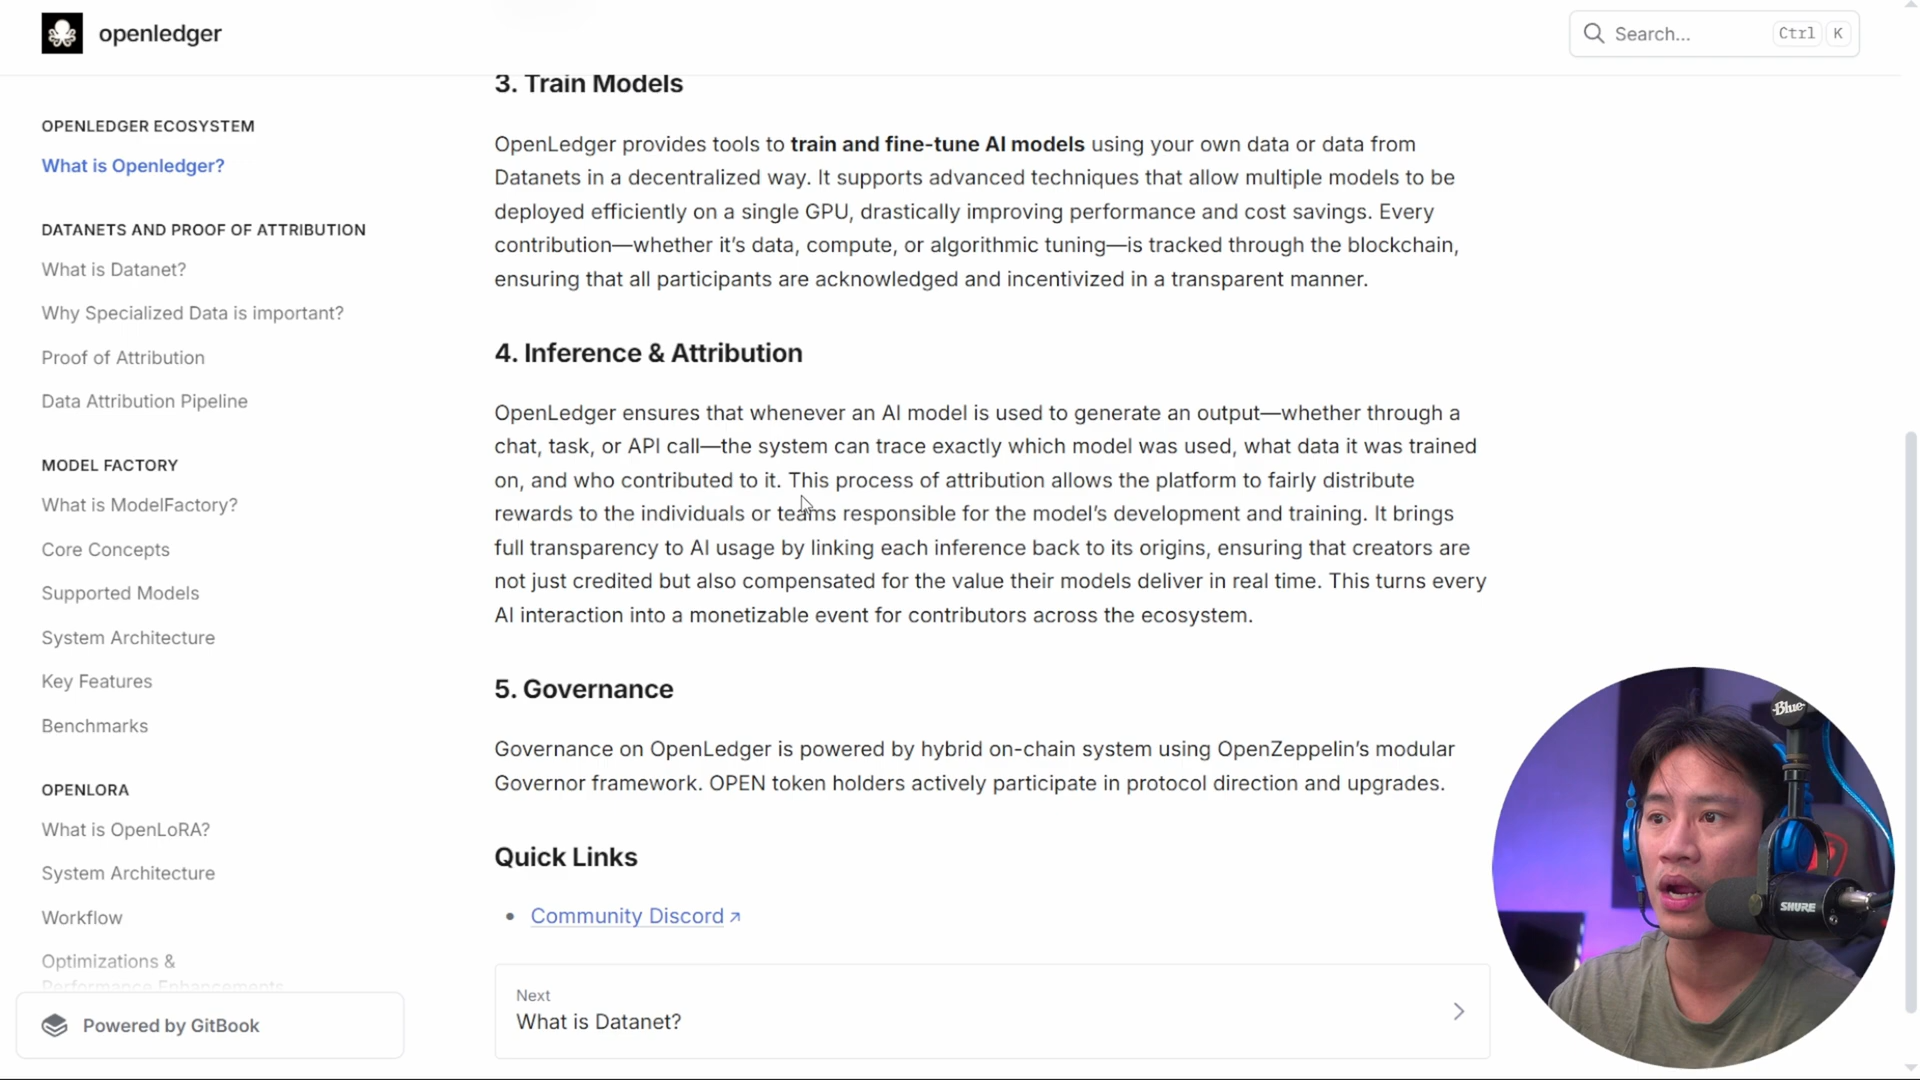 openledger
Search...
Ctrl K
OPENLEDGER ECOSYSTEM
What is Openledger?
DATANETS AND PROOF OF ATTRIBUTION
What is Datanet?
Why Specialized Data is important?
Proof of Attribution
Data Attribution Pipeline
MODEL FACTORY
What is ModelFactory?
Core Concepts
Supported Models
System Architecture
Key Features
Benchmarks
OPENLORA
What is OpenLoRA?
System Architecture
Workflow
Optimizations &
Performance Enhancements
Powered by GitBook
3. Train Models
OpenLedger provides tools to train and fine-tune AI models using your own data or data from
Datanets in a decentralized way. It supports advanced techniques that allow multiple models to be
deployed efficiently on a single GPU, drastically improving performance and cost savings. Every
contribution—whether it’s data, compute, or algorithmic tuning—is tracked through the blockchain,
ensuring that all participants are acknowledged and incentivized in a transparent manner.
4. Inference & Attribution
OpenLedger ensures that whenever an AI model is used to generate an output—whether through a
chat, task, or API call—the system can trace exactly which model was used, what data it was trained
on, and who contributed to it. This process of attribution allows the platform to fairly distribute
rewards to the individuals or teams responsible for the model’s development and training. It brings
full transparency to AI usage by linking each inference back to its origins, ensuring that creators are
not just credited but also compensated for the value their models deliver in real time. This turns every
AI interaction into a monetizable event for contributors across the ecosystem.
5. Governance
Governance on OpenLedger is powered by hybrid on-chain system using OpenZeppelin’s modular
Governor framework. OPEN token holders actively participate in protocol direction and upgrades.
Quick Links
• Community Discord ↗
Next
What is Datanet?
Blue
SHURE